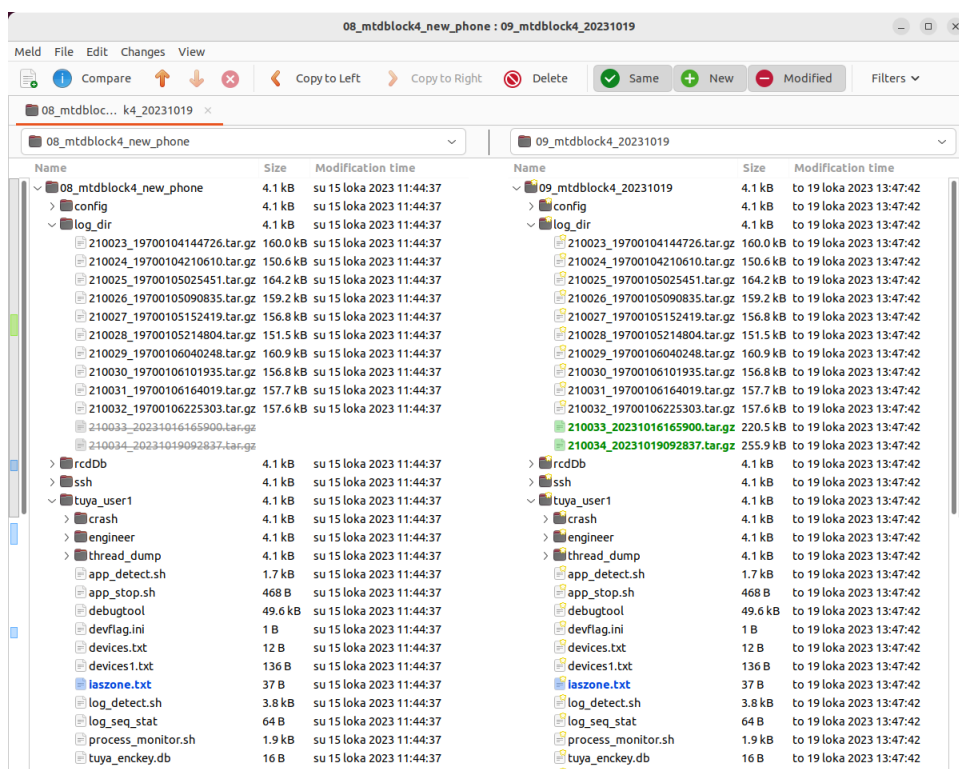 08_mtdblock4_new_phone : 09_mtdblock4_20231019
Meld File Edit Changes View
Compare Copy to Left Copy to Right Delete Same New Modified Filters
08_mtdbloc... k4_20231019
08_mtdblock4_new_phone 09_mtdblock4_20231019
Name Size Modification time Name Size Modification time
08_mtdblock4_new_phone 4.1 kB su 15 loka 2023 11:44:37 09_mtdblock4_20231019 4.1 kB to 19 loka 2023 13:47:42
config 4.1 kB su 15 loka 2023 11:44:37 config 4.1 kB to 19 loka 2023 13:47:42
log_dir 4.1 kB su 15 loka 2023 11:44:37 log_dir 4.1 kB to 19 loka 2023 13:47:42
210023_19700104144726.tar.gz 160.0 kB su 15 loka 2023 11:44:37 210023_19700104144726.tar.gz 160.0 kB to 19 loka 2023 13:47:42
210024_19700104210610.tar.gz 150.6 kB su 15 loka 2023 11:44:37 210024_19700104210610.tar.gz 150.6 kB to 19 loka 2023 13:47:42
210025_19700105025451.tar.gz 164.2 kB su 15 loka 2023 11:44:37 210025_19700105025451.tar.gz 164.2 kB to 19 loka 2023 13:47:42
210026_19700105090835.tar.gz 159.2 kB su 15 loka 2023 11:44:37 210026_19700105090835.tar.gz 159.2 kB to 19 loka 2023 13:47:42
210027_19700105152419.tar.gz 156.8 kB su 15 loka 2023 11:44:37 210027_19700105152419.tar.gz 156.8 kB to 19 loka 2023 13:47:42
210028_19700105214804.tar.gz 151.5 kB su 15 loka 2023 11:44:37 210028_19700105214804.tar.gz 151.5 kB to 19 loka 2023 13:47:42
210029_19700106040248.tar.gz 160.9 kB su 15 loka 2023 11:44:37 210029_19700106040248.tar.gz 160.9 kB to 19 loka 2023 13:47:42
210030_19700106101935.tar.gz 156.8 kB su 15 loka 2023 11:44:37 210030_19700106101935.tar.gz 156.8 kB to 19 loka 2023 13:47:42
210031_19700106164019.tar.gz 157.7 kB su 15 loka 2023 11:44:37 210031_19700106164019.tar.gz 157.7 kB to 19 loka 2023 13:47:42
210032_19700106225303.tar.gz 157.6 kB su 15 loka 2023 11:44:37 210032_19700106225303.tar.gz 157.6 kB to 19 loka 2023 13:47:42
210033_20231016165900.tar.gz 210033_20231016165900.tar.gz 220.5 kB to 19 loka 2023 13:47:42
210034_20231019092837.tar.gz 210034_20231019092837.tar.gz 255.9 kB to 19 loka 2023 13:47:42
rcdDb 4.1 kB su 15 loka 2023 11:44:37 rcdDb 4.1 kB to 19 loka 2023 13:47:42
ssh 4.1 kB su 15 loka 2023 11:44:37 ssh 4.1 kB to 19 loka 2023 13:47:42
tuya_user1 4.1 kB su 15 loka 2023 11:44:37 tuya_user1 4.1 kB to 19 loka 2023 13:47:42
crash 4.1 kB su 15 loka 2023 11:44:37 crash 4.1 kB to 19 loka 2023 13:47:42
engineer 4.1 kB su 15 loka 2023 11:44:37 engineer 4.1 kB to 19 loka 2023 13:47:42
thread_dump 4.1 kB su 15 loka 2023 11:44:37 thread_dump 4.1 kB to 19 loka 2023 13:47:42
app_detect.sh 1.7 kB su 15 loka 2023 11:44:37 app_detect.sh 1.7 kB to 19 loka 2023 13:47:42
app_stop.sh 468 B su 15 loka 2023 11:44:37 app_stop.sh 468 B to 19 loka 2023 13:47:42
debugtool 49.6 kB su 15 loka 2023 11:44:37 debugtool 49.6 kB to 19 loka 2023 13:47:42
devflag.ini 1 B su 15 loka 2023 11:44:37 devflag.ini 1 B to 19 loka 2023 13:47:42
devices.txt 12 B su 15 loka 2023 11:44:37 devices.txt 12 B to 19 loka 2023 13:47:42
devices1.txt 136 B su 15 loka 2023 11:44:37 devices1.txt 136 B to 19 loka 2023 13:47:42
iaszone.txt 37 B su 15 loka 2023 11:44:37 iaszone.txt 37 B to 19 loka 2023 13:47:42
log_detect.sh 3.8 kB su 15 loka 2023 11:44:37 log_detect.sh 3.8 kB to 19 loka 2023 13:47:42
log_seq_stat 64 B su 15 loka 2023 11:44:37 log_seq_stat 64 B to 19 loka 2023 13:47:42
process_monitor.sh 1.9 kB su 15 loka 2023 11:44:37 process_monitor.sh 1.9 kB to 19 loka 2023 13:47:42
tuya_enckey.db 16 B su 15 loka 2023 11:44:37 tuya_enckey.db 16 B to 19 loka 2023 13:47:42